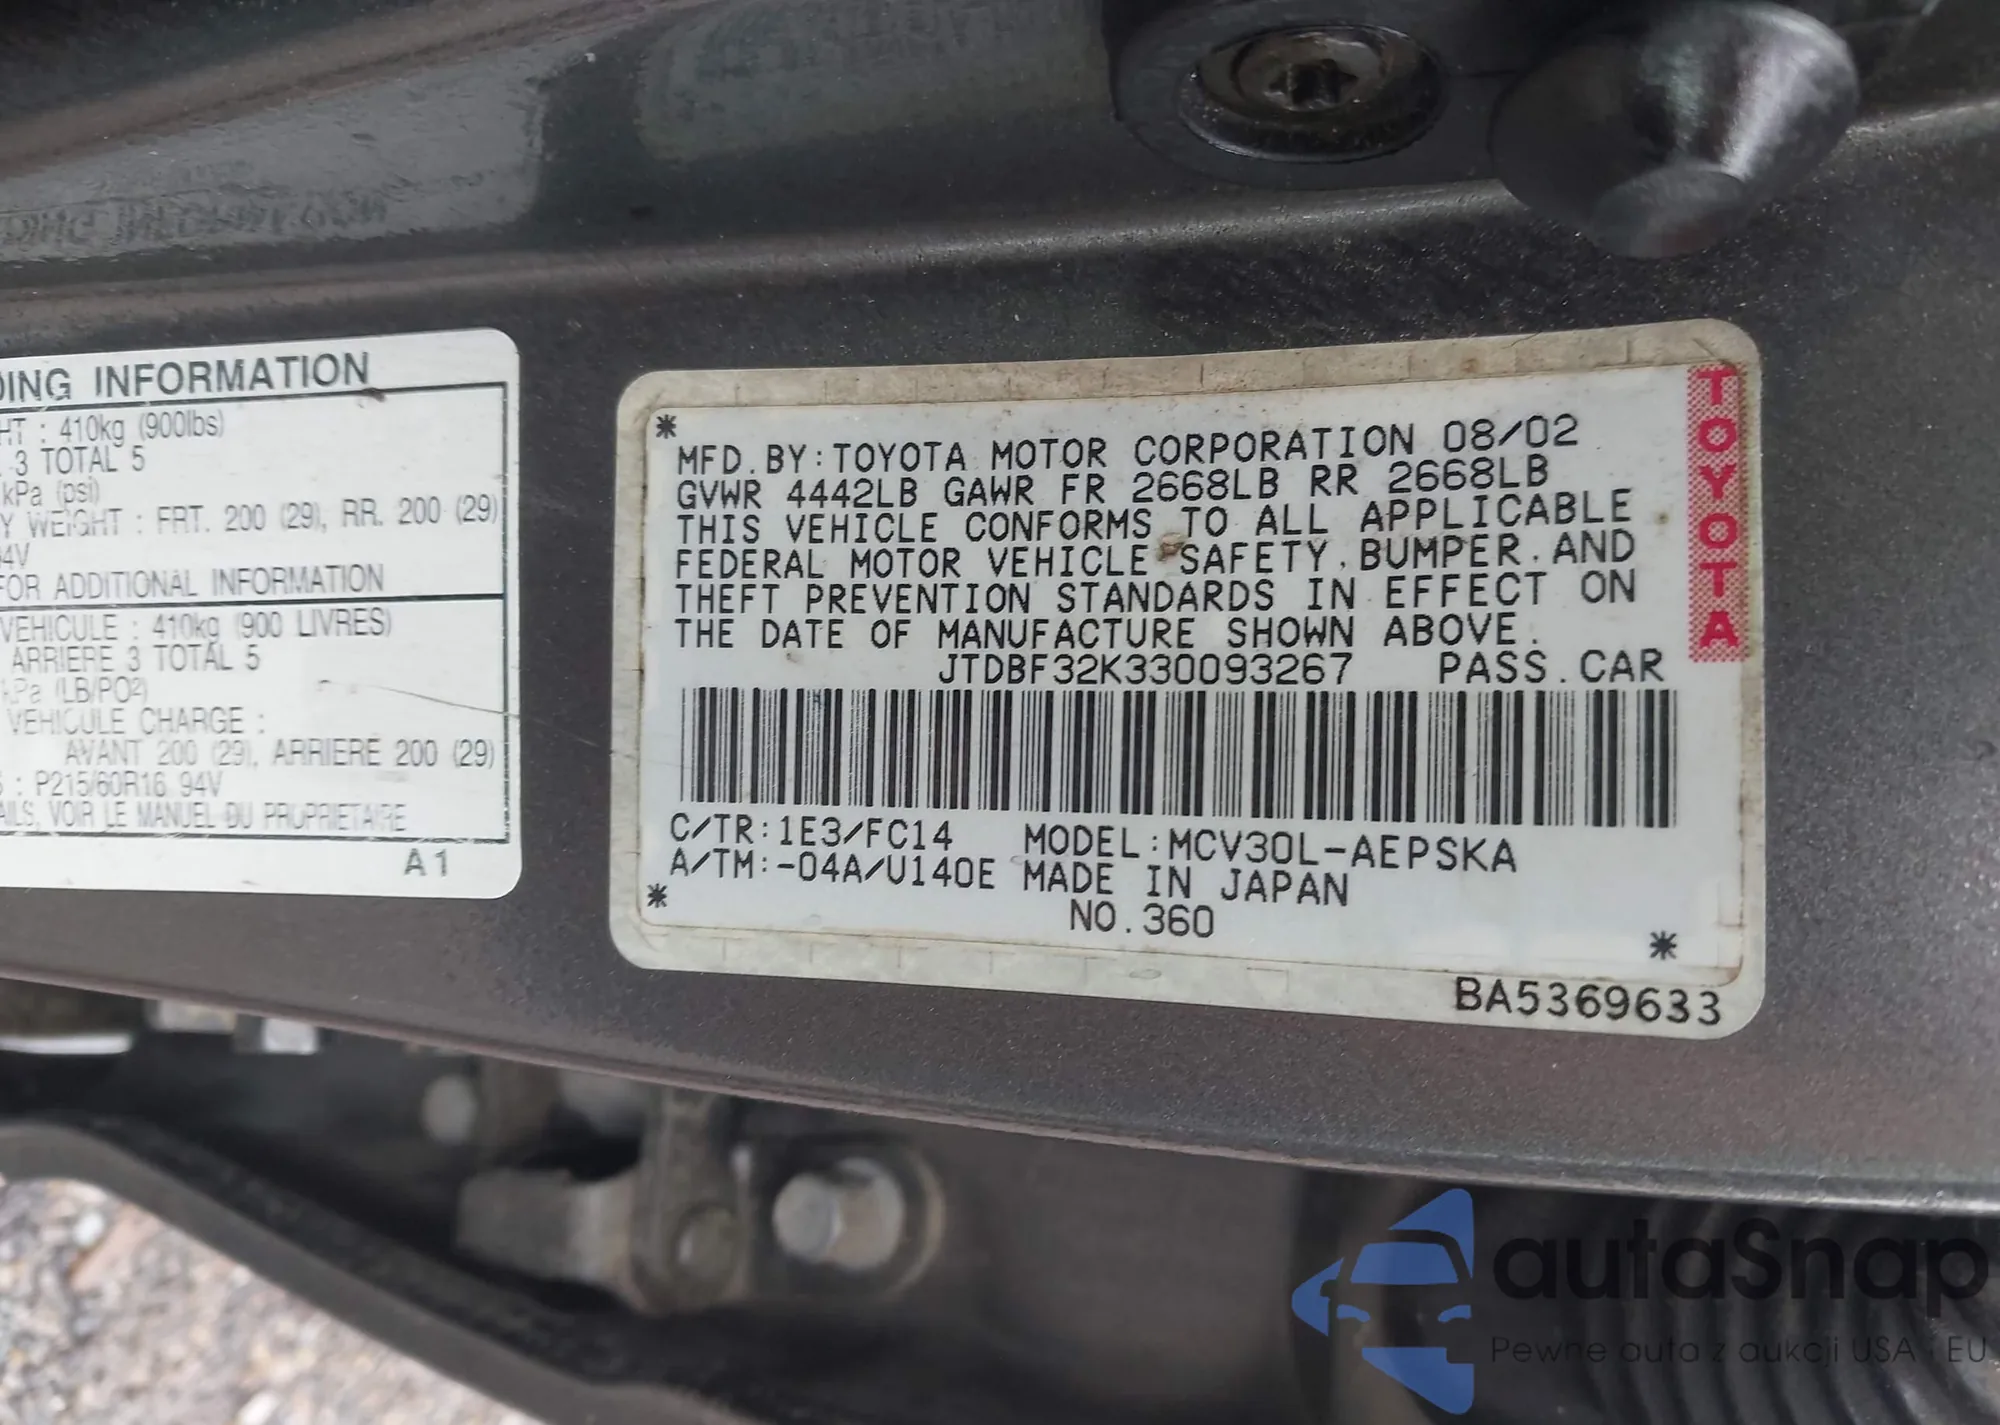 DING INFORMATION
HT : 410kg (900lbs)
. 3 TOTAL 5
kPa (psi)
Y WEIGHT : FRT. 200 (29), RR. 200 (29)
94V
FOR ADDITIONAL INFORMATION
VEHICULE : 410kg (900 LIVRES)
ARRIERE 3 TOTAL 5
kPa (LB/PO²)
VEHICULE CHARGE :
AVANT 200 (29), ARRIERE 200 (29)
: P215/60R16 94V
AILS, VOIR LE MANUEL DU PROPRIETAIRE
A1
*
MFD.BY:TOYOTA MOTOR CORPORATION 08/02
GVWR 4442LB GAWR FR 2668LB RR 2668LB
THIS VEHICLE CONFORMS TO ALL APPLICABLE
FEDERAL MOTOR VEHICLE SAFETY, BUMPER, AND
THEFT PREVENTION STANDARDS IN EFFECT ON
THE DATE OF MANUFACTURE SHOWN ABOVE.
JTDBF32K330093267 PASS.CAR
C/TR:1E3/FC14 MODEL:MCV30L-AEPSKA
A/TM:-04A/U140E MADE IN JAPAN
* NO.360 *
TOYOTA
BA5369633
autaSnap
Pewne auta z aukcji USA i EU